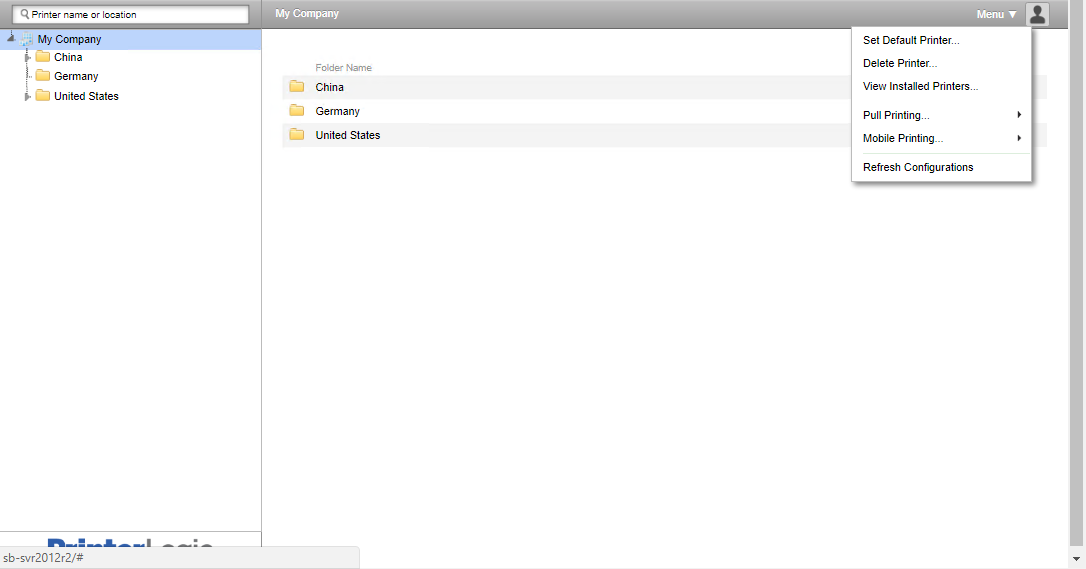 Printer name or location
My Company
Menu ▼
My Company
China
Germany
United States
Folder Name
China
Germany
United States
Set Default Printer...
Delete Printer...
View Installed Printers...
Pull Printing...
Mobile Printing...
Refresh Configurations
PrinterLogic
sb-svr2012r2/#